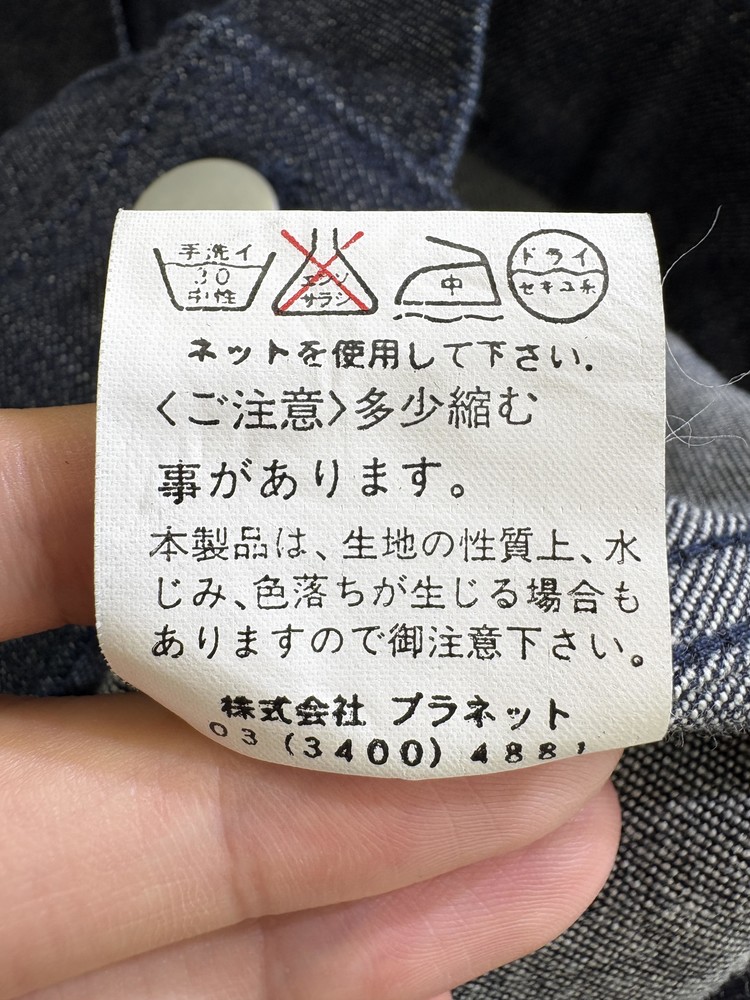 手洗イ
30
中性
エンソ
サラシ
中
ドライ
セキユ系
ネットを使用して下さい.
〈ご注意〉多少縮む
事があります。
本製品は、生地の性質上、水
じみ、色落ちが生じる場合も
ありますので御注意下さい。
株式会社 プラネット
03(3400)4881